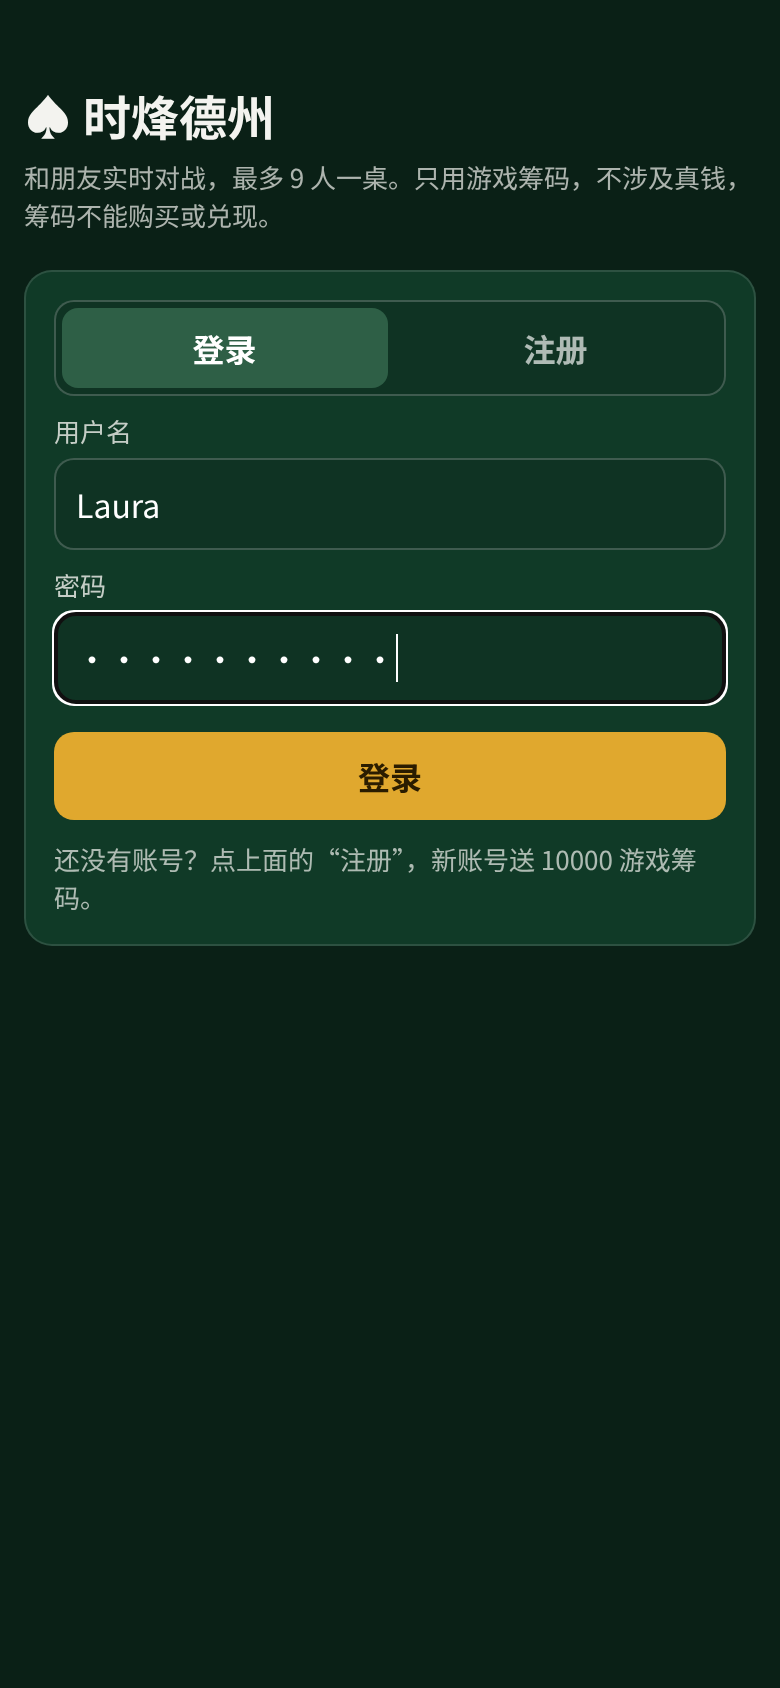 ♠ 时烽德州
和朋友实时对战，最多 9 人一桌。只用游戏筹码，不涉及真钱，
筹码不能购买或兑现。
登录 注册
用户名
Laura
密码
••••••••••
登录
还没有账号？点上面的“注册”，新账号送 10000 游戏筹
码。